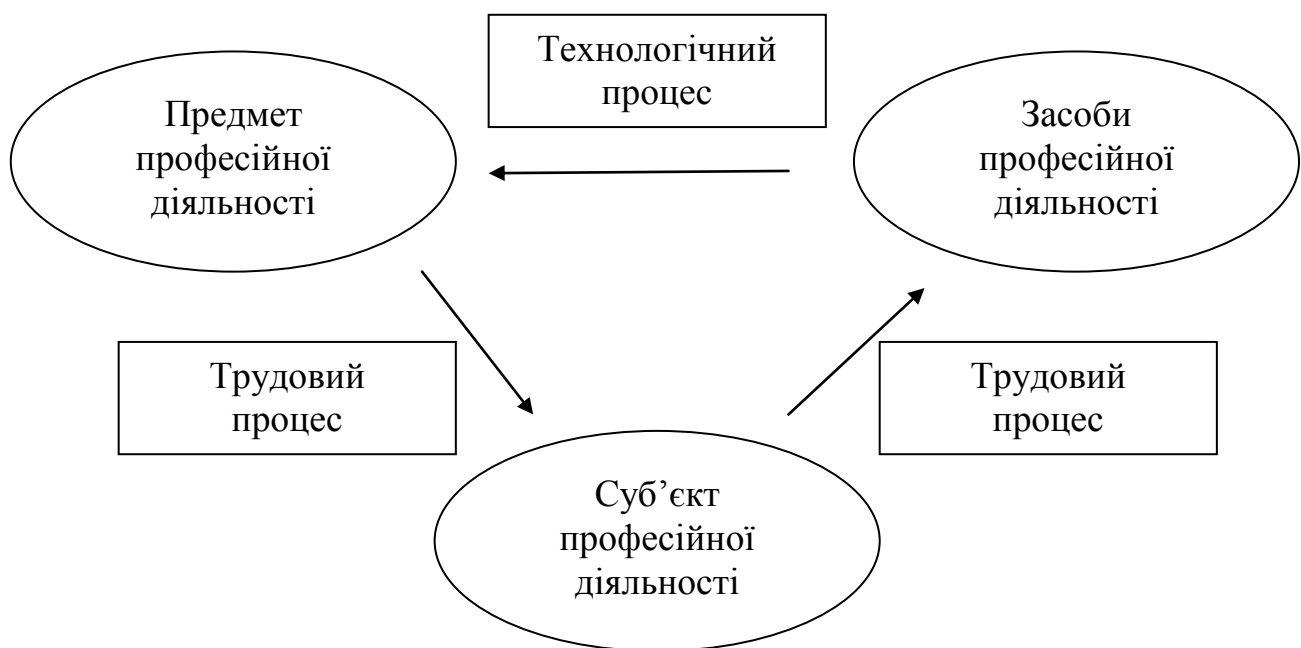 Технологічний
процес
Предмет
професійної
діяльності
Засоби
професійної
діяльності
Трудовий
процес
Трудовий
процес
Суб’єкт
професійної
діяльності